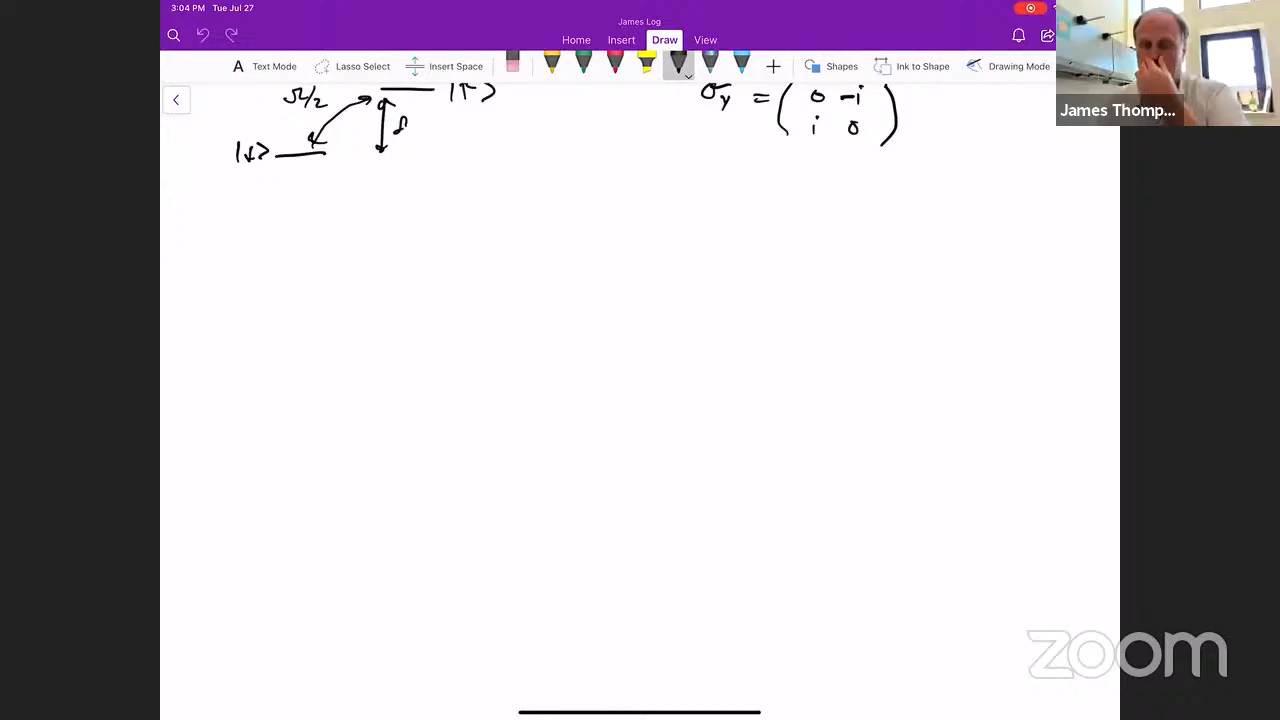 3:04 PM Tue Jul 27
James Log
Home Insert Draw View
A Text Mode Lasso Select Insert Space Shapes Ink to Shape Drawing Mode
Ω/2 |↑⟩
δ
|↓⟩
σy = ( 0 -i
i 0 )
James Thomp...
zoom